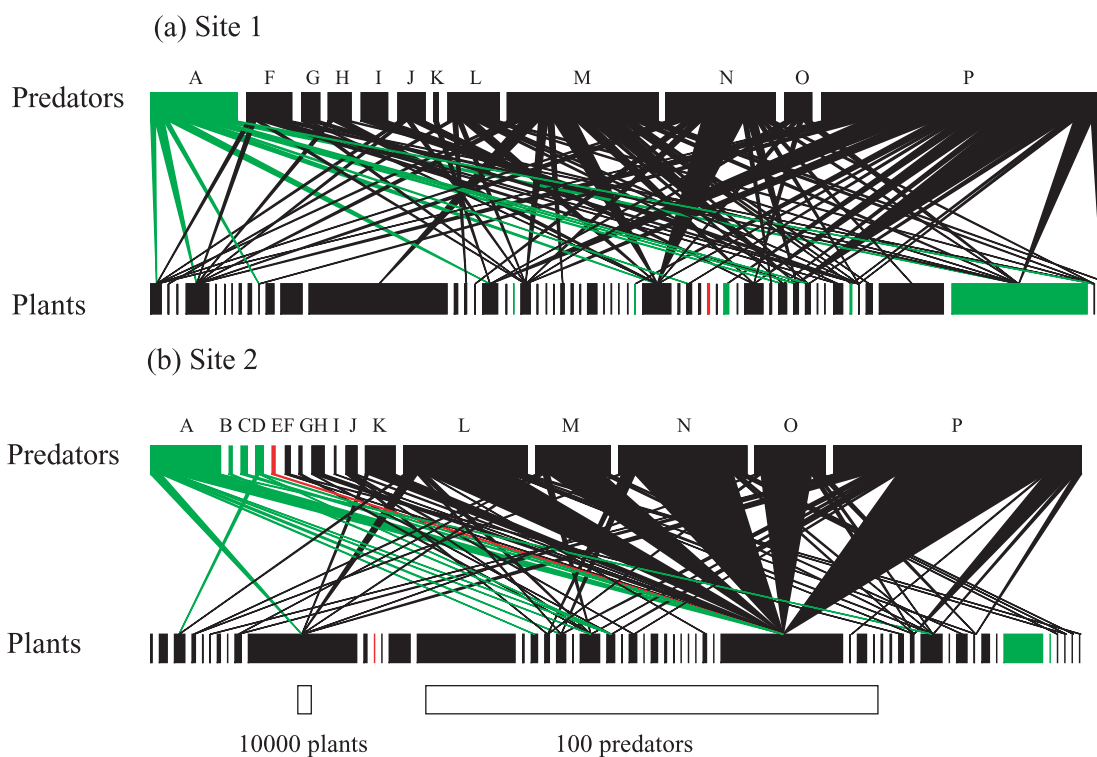 (a) Site 1
A F G H I J K L M N O P
Predators
Plants
(b) Site 2
A B C D E F G H I J K L M N O P
Predators
Plants
10000 plants 100 predators